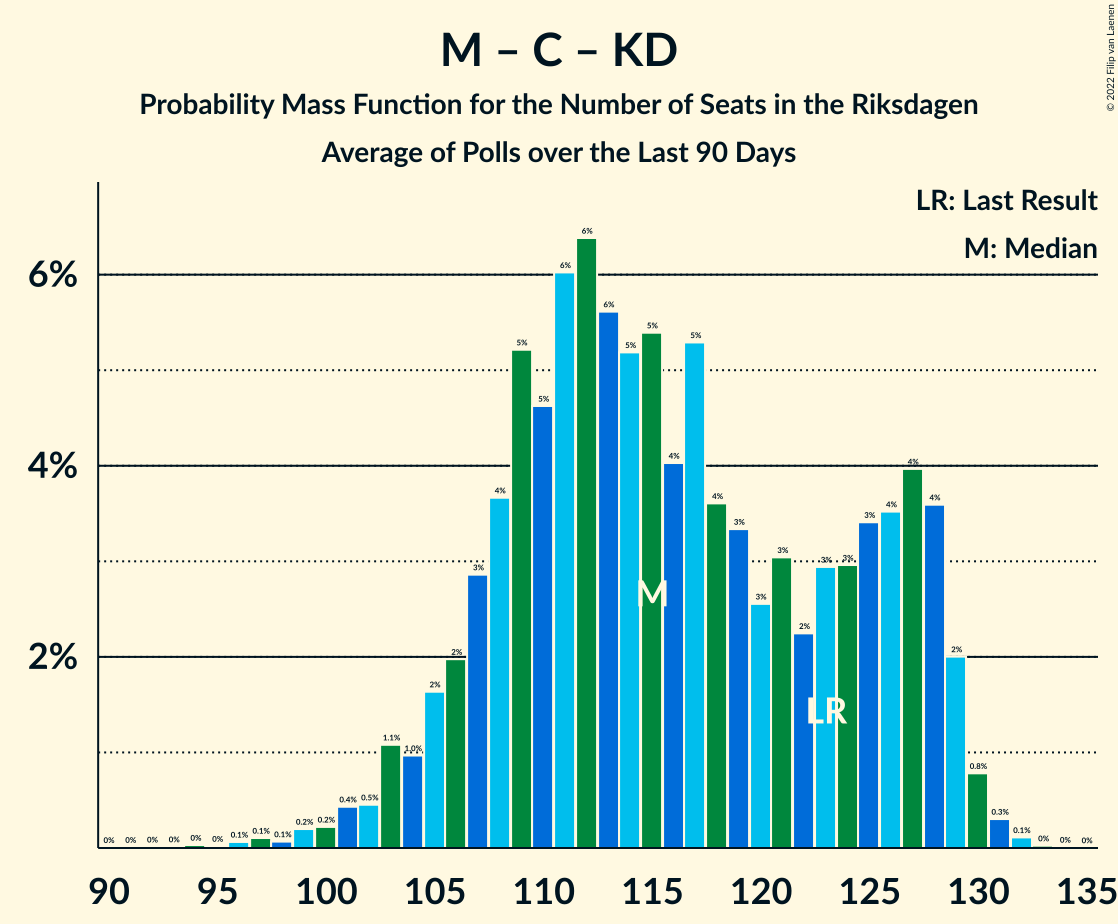 M – C – KD
Probability Mass Function for the Number of Seats in the Riksdagen
Average of Polls over the Last 90 Days
© 2022 Filip van Laenen
LR: Last Result
M: Median
6%
4%
2%
0% 0% 0% 0% 0% 0% 0.1% 0.1% 0.1% 0.2% 0.2% 0.4% 0.5% 1.1% 1.0% 2% 2% 3% 4% 5% 5% 6% 6% 6% 5% 5% 4% 5% 4% 3% 3% 3% 2% 3% 3% 3% 4% 4% 4% 2% 0.8% 0.3% 0.1% 0% 0% 0%
M
LR
90 95 100 105 110 115 120 125 130 135